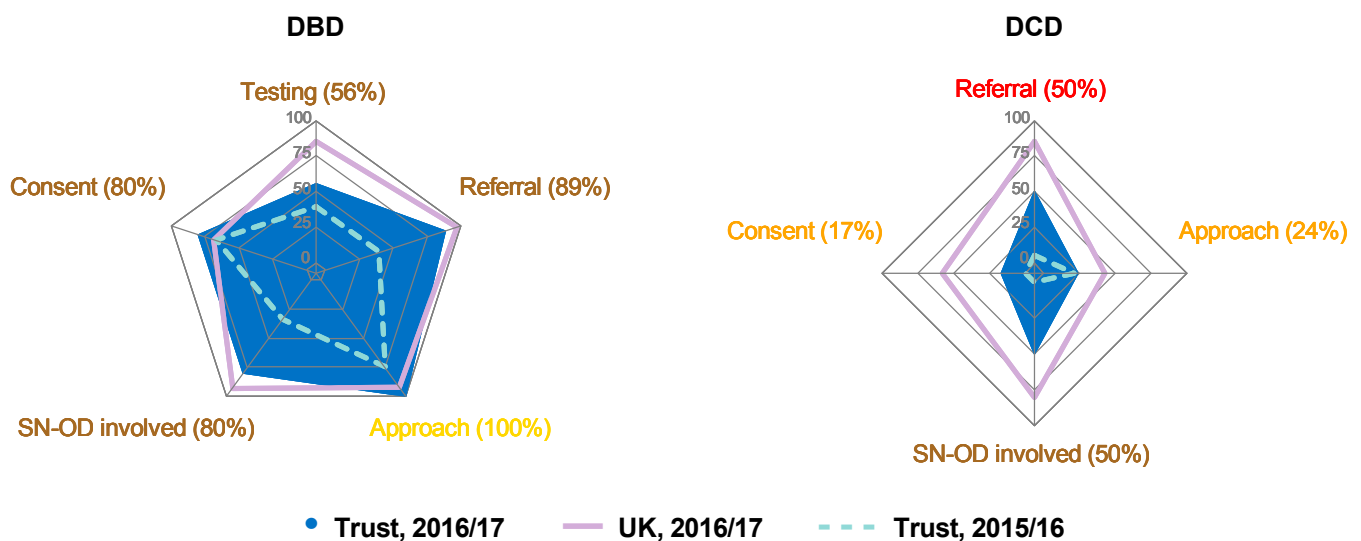 DBD
Testing (56%)
100
75
50
25
0
Consent (80%)
Referral (89%)
SN-OD involved (80%)
Approach (100%)
DCD
Referral (50%)
100
75
50
25
0
Consent (17%)
Approach (24%)
SN-OD involved (50%)
Trust, 2016/17
UK, 2016/17
Trust, 2015/16